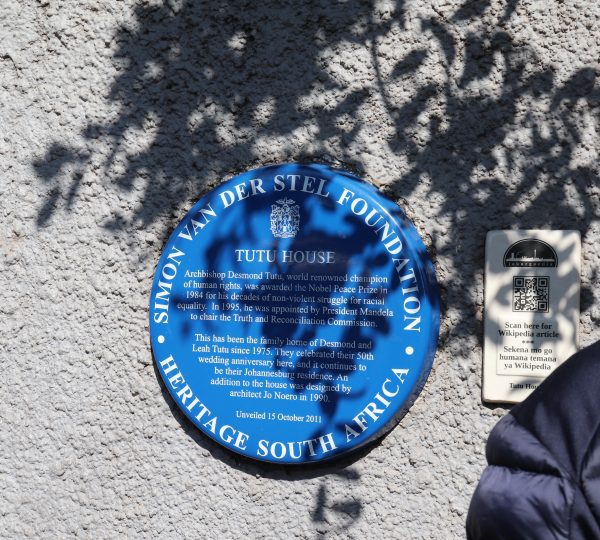 SIMON VAN DER STEL FOUNDATION
TUTU HOUSE
Archbishop Desmond Tutu, world renowned champion
of human rights, was awarded the Nobel Peace Prize in
1984 for his decades of non-violent struggle for racial
equality. In 1995, he was appointed by President Mandela
to chair the Truth and Reconciliation Commission.
This has been the family home of Desmond and
Leah Tutu since 1975. They celebrated their 50th
wedding anniversary here, and it continues to
be their Johannesburg residence. An
addition to the house was designed by
architect Jo Noero in 1990.
Unveiled 15 October 2011
• HERITAGE SOUTH AFRICA •
joburgpedia
Scan here for
Wikipedia article
***
Sekena mo go
humana temana
ya Wikipedia
Tutu